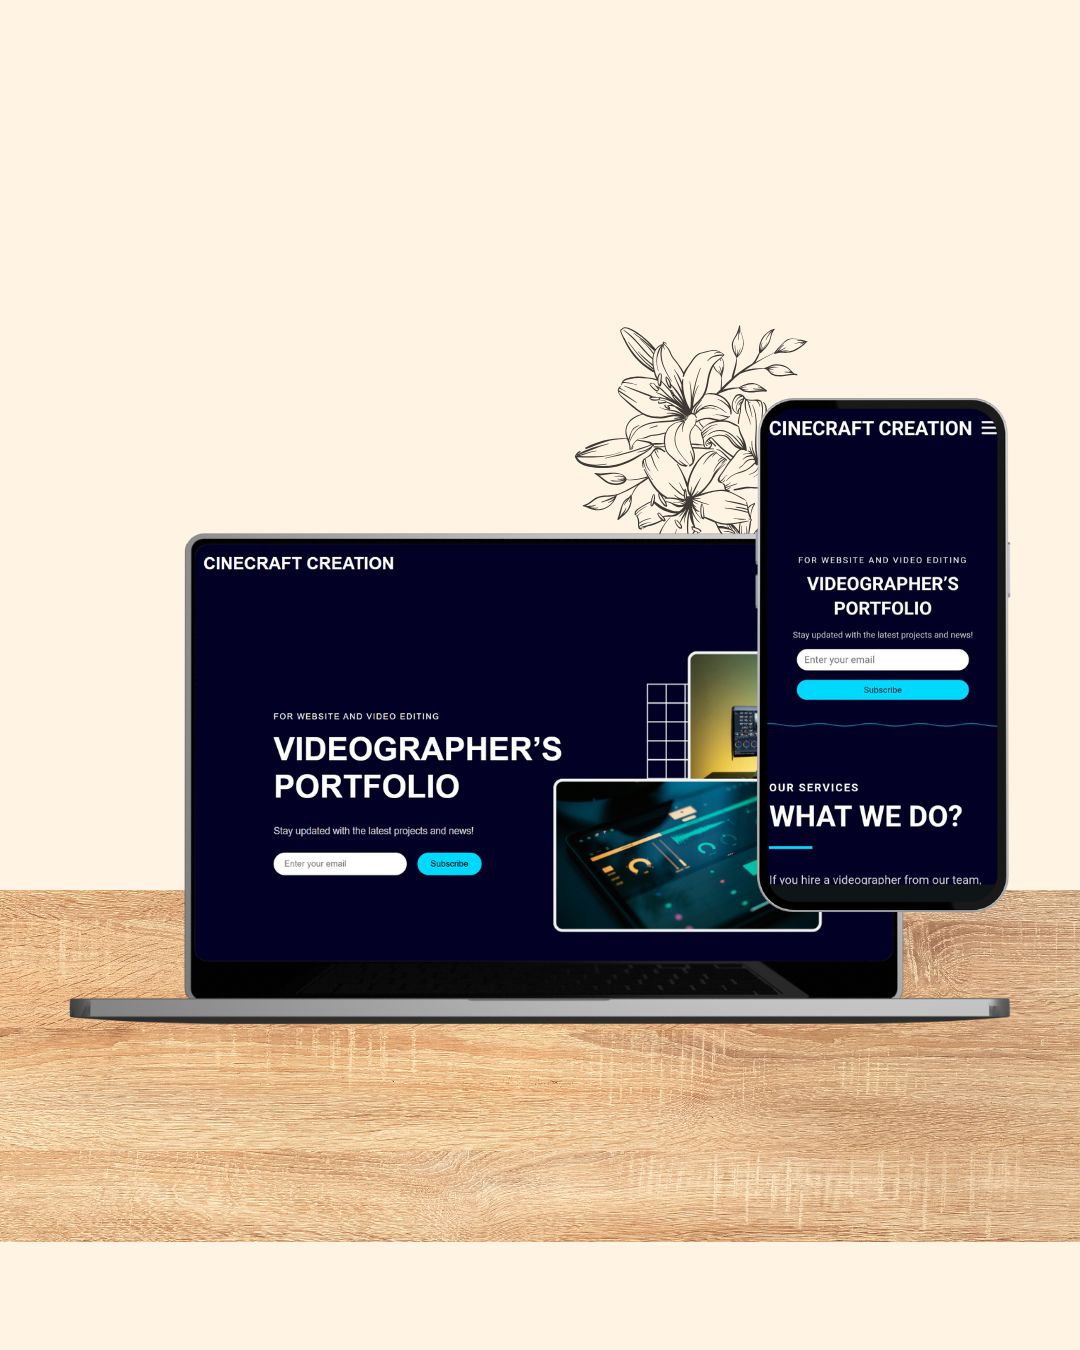 CINECRAFT CREATION
FOR WEBSITE AND VIDEO EDITING
VIDEOGRAPHER’S
PORTFOLIO
Stay updated with the latest projects and news!
Enter your email
Subscribe
CINECRAFT CREATION
FOR WEBSITE AND VIDEO EDITING
VIDEOGRAPHER’S
PORTFOLIO
Stay updated with the latest projects and news!
Enter your email
Subscribe
OUR SERVICES
WHAT WE DO?
If you hire a videographer from our team,